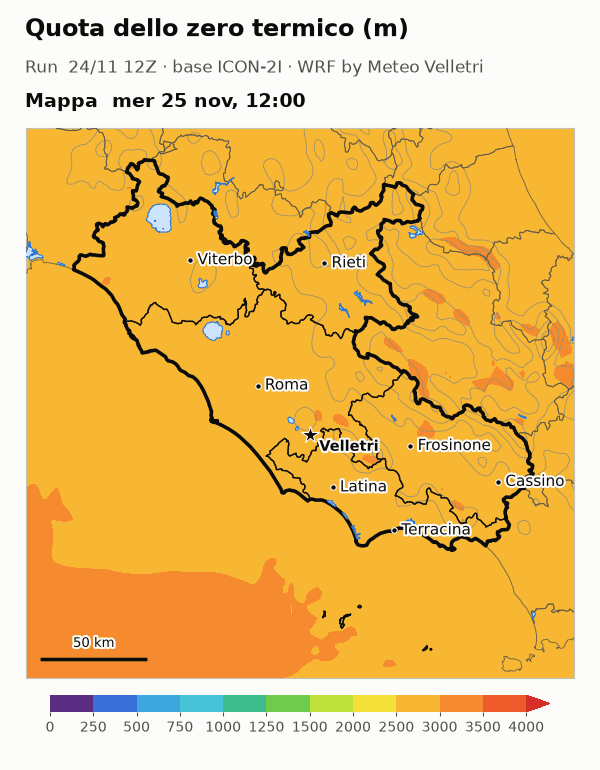 Quota dello zero termico (m)
Run  24/11 12Z · base ICON-2I · WRF by Meteo Velletri
Mappa  mer 25 nov, 12:00
Viterbo
Rieti
Roma
Velletri
Frosinone
Latina
Cassino
Terracina
50 km
0 250 500 750 1000 1250 1500 2000 2500 3000 3500 4000